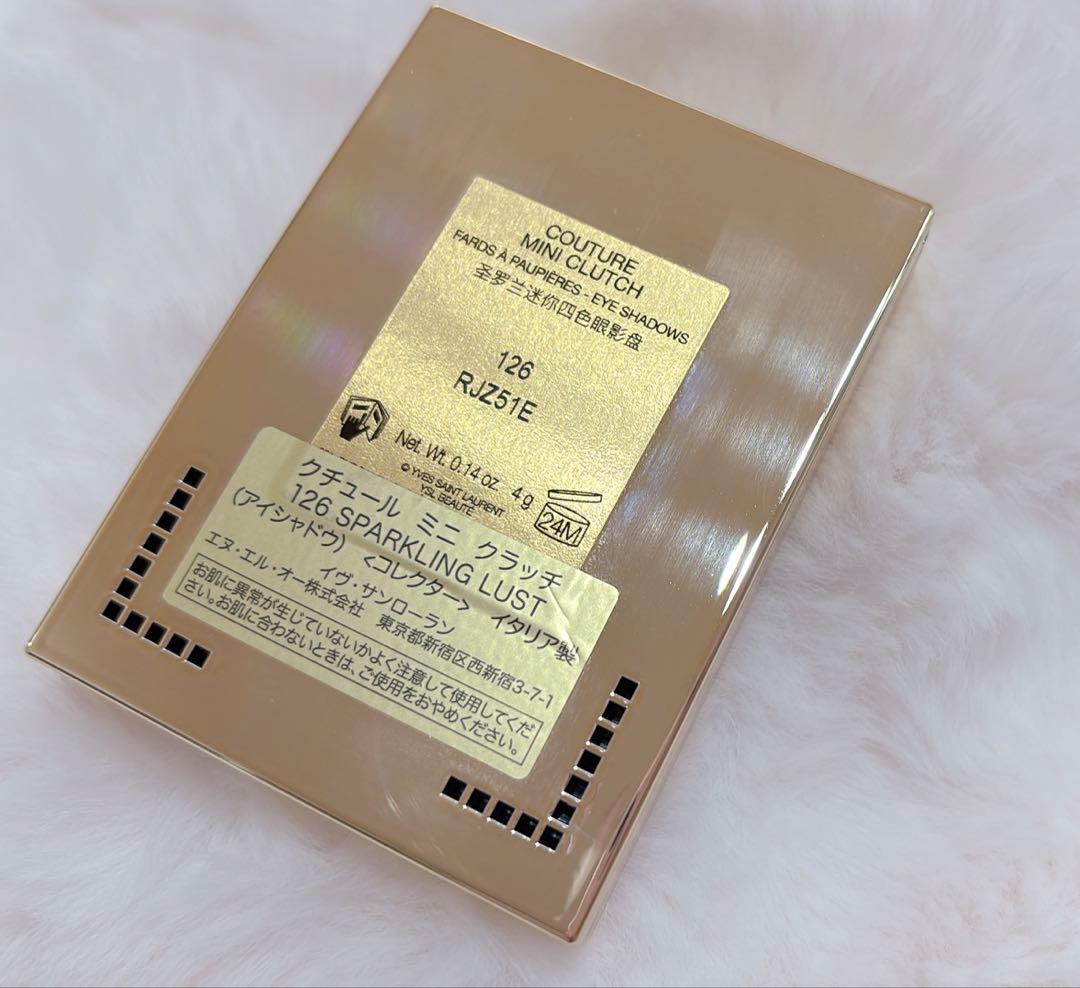 COUTURE
MINI CLUTCH
FARDS À PAUPIÈRES - EYE SHADOWS
圣罗兰迷你四色眼影盘
126
RJZ51E
Net. Wt. 0.14 oz 4 g
© YVES SAINT LAURENT
YSL BEAUTÉ
24M
クチュール ミニ クラッチ
126 SPARKLING LUST
(アイシャドウ) <コレクター> イタリア製
イヴ・サンローラン
エヌ・エル・オー株式会社 東京都新宿区西新宿3-7-1
お肌に異常が生じていないかよく注意して使用してくだ
さい。お肌に合わないときは、ご使用をおやめください。